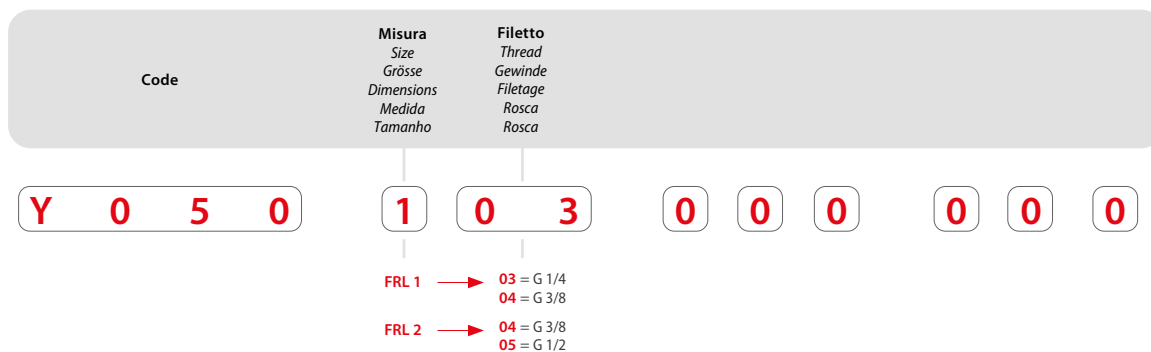 Code
Misura
Size
Grösse
Dimensions
Medida
Tamanho
Filetto
Thread
Gewinde
Filetage
Rosca
Rosca
Y 0 5 0 1 0 3 0 0 0 0 0 0
FRL 1 03 = G 1/4
04 = G 3/8
FRL 2 04 = G 3/8
05 = G 1/2